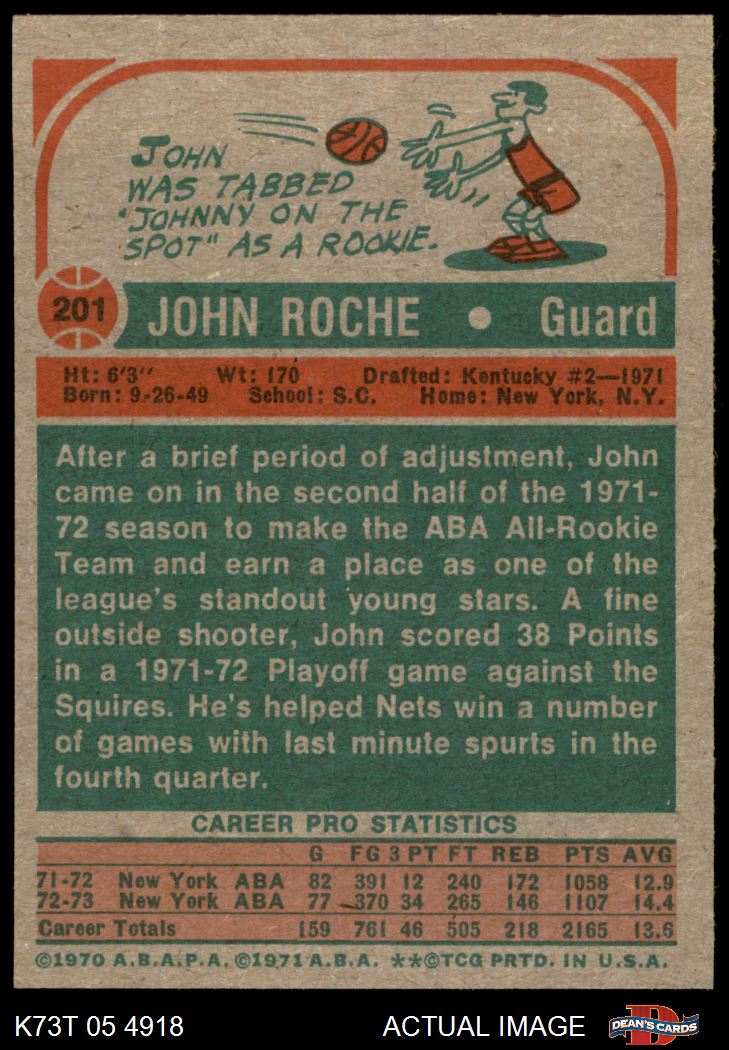 JOHN
WAS TABBED
"JOHNNY ON THE
SPOT" AS A ROOKIE.
201 JOHN ROCHE • Guard
Ht: 6'3" Wt: 170 Drafted: Kentucky #2—1971
Born: 9-26-49 School: S.C. Home: New York, N.Y.
After a brief period of adjustment, John
came on in the second half of the 1971-
72 season to make the ABA All-Rookie
Team and earn a place as one of the
league's standout young stars. A fine
outside shooter, John scored 38 Points
in a 1971-72 Playoff game against the
Squires. He's helped Nets win a number
of games with last minute spurts in the
fourth quarter.
CAREER PRO STATISTICS
G FG 3 PT FT REB PTS AVG
71-72 New York ABA 82 391 12 240 172 1058 12.9
72-73 New York ABA 77 370 34 265 146 1107 14.4
Career Totals 159 761 46 505 218 2165 13.6
©1970 A.B.A.P.A. ©1971 A.B.A. **©TCG PRTD. IN U.S.A.
K73T 05 4918 ACTUAL IMAGE D DEAN'S CARDS